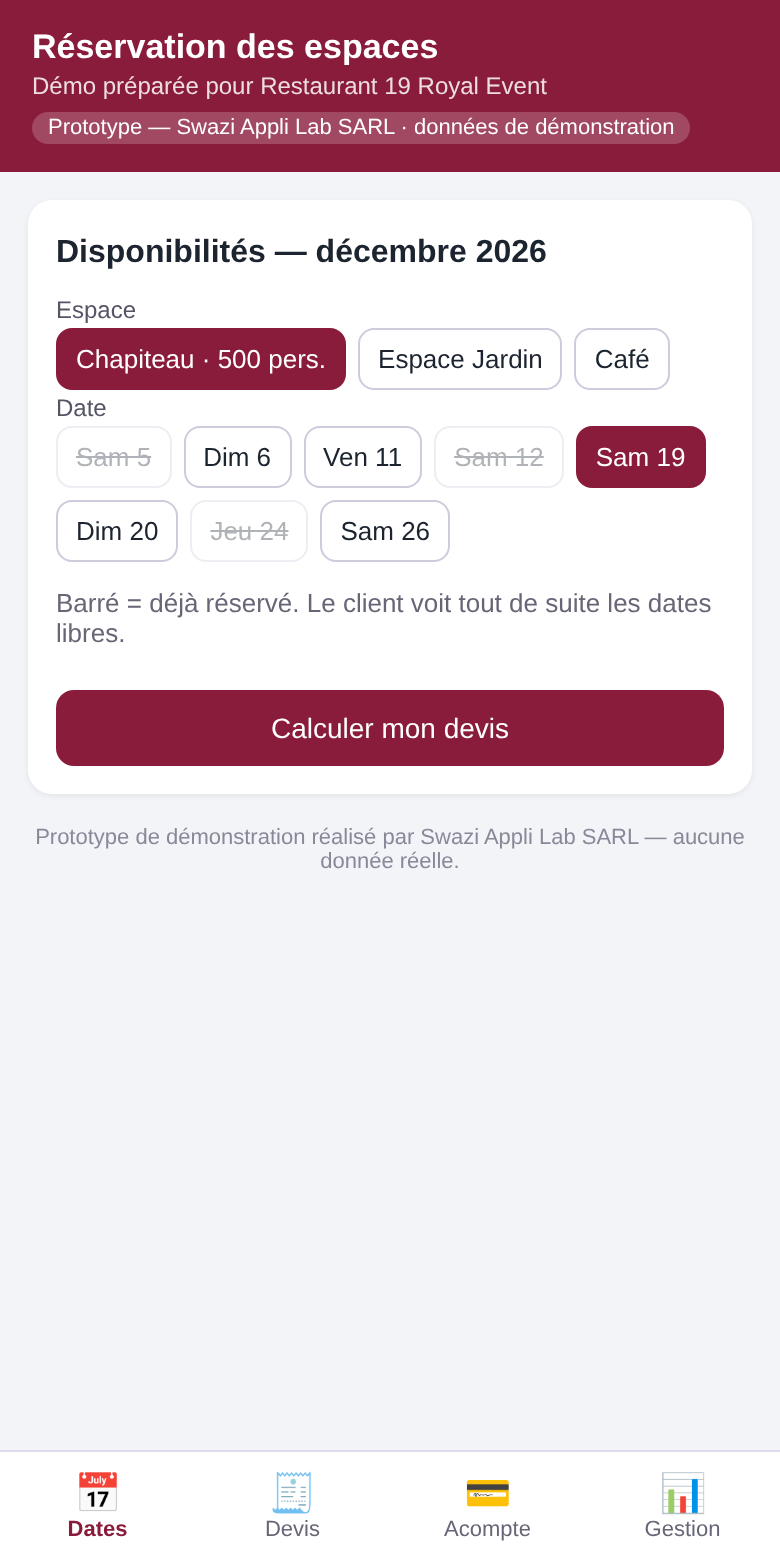 Réservation des espaces
Démo préparée pour Restaurant 19 Royal Event
Prototype — Swazi Appli Lab SARL · données de démonstration
Disponibilités — décembre 2026
Espace
Chapiteau · 500 pers. Espace Jardin Café
Date
Sam 5 Dim 6 Ven 11 Sam 12 Sam 19
Dim 20 Jeu 24 Sam 26
Barré = déjà réservé. Le client voit tout de suite les dates
libres.
Calculer mon devis
Prototype de démonstration réalisé par Swazi Appli Lab SARL — aucune
donnée réelle.
July
17
Dates Devis Acompte Gestion